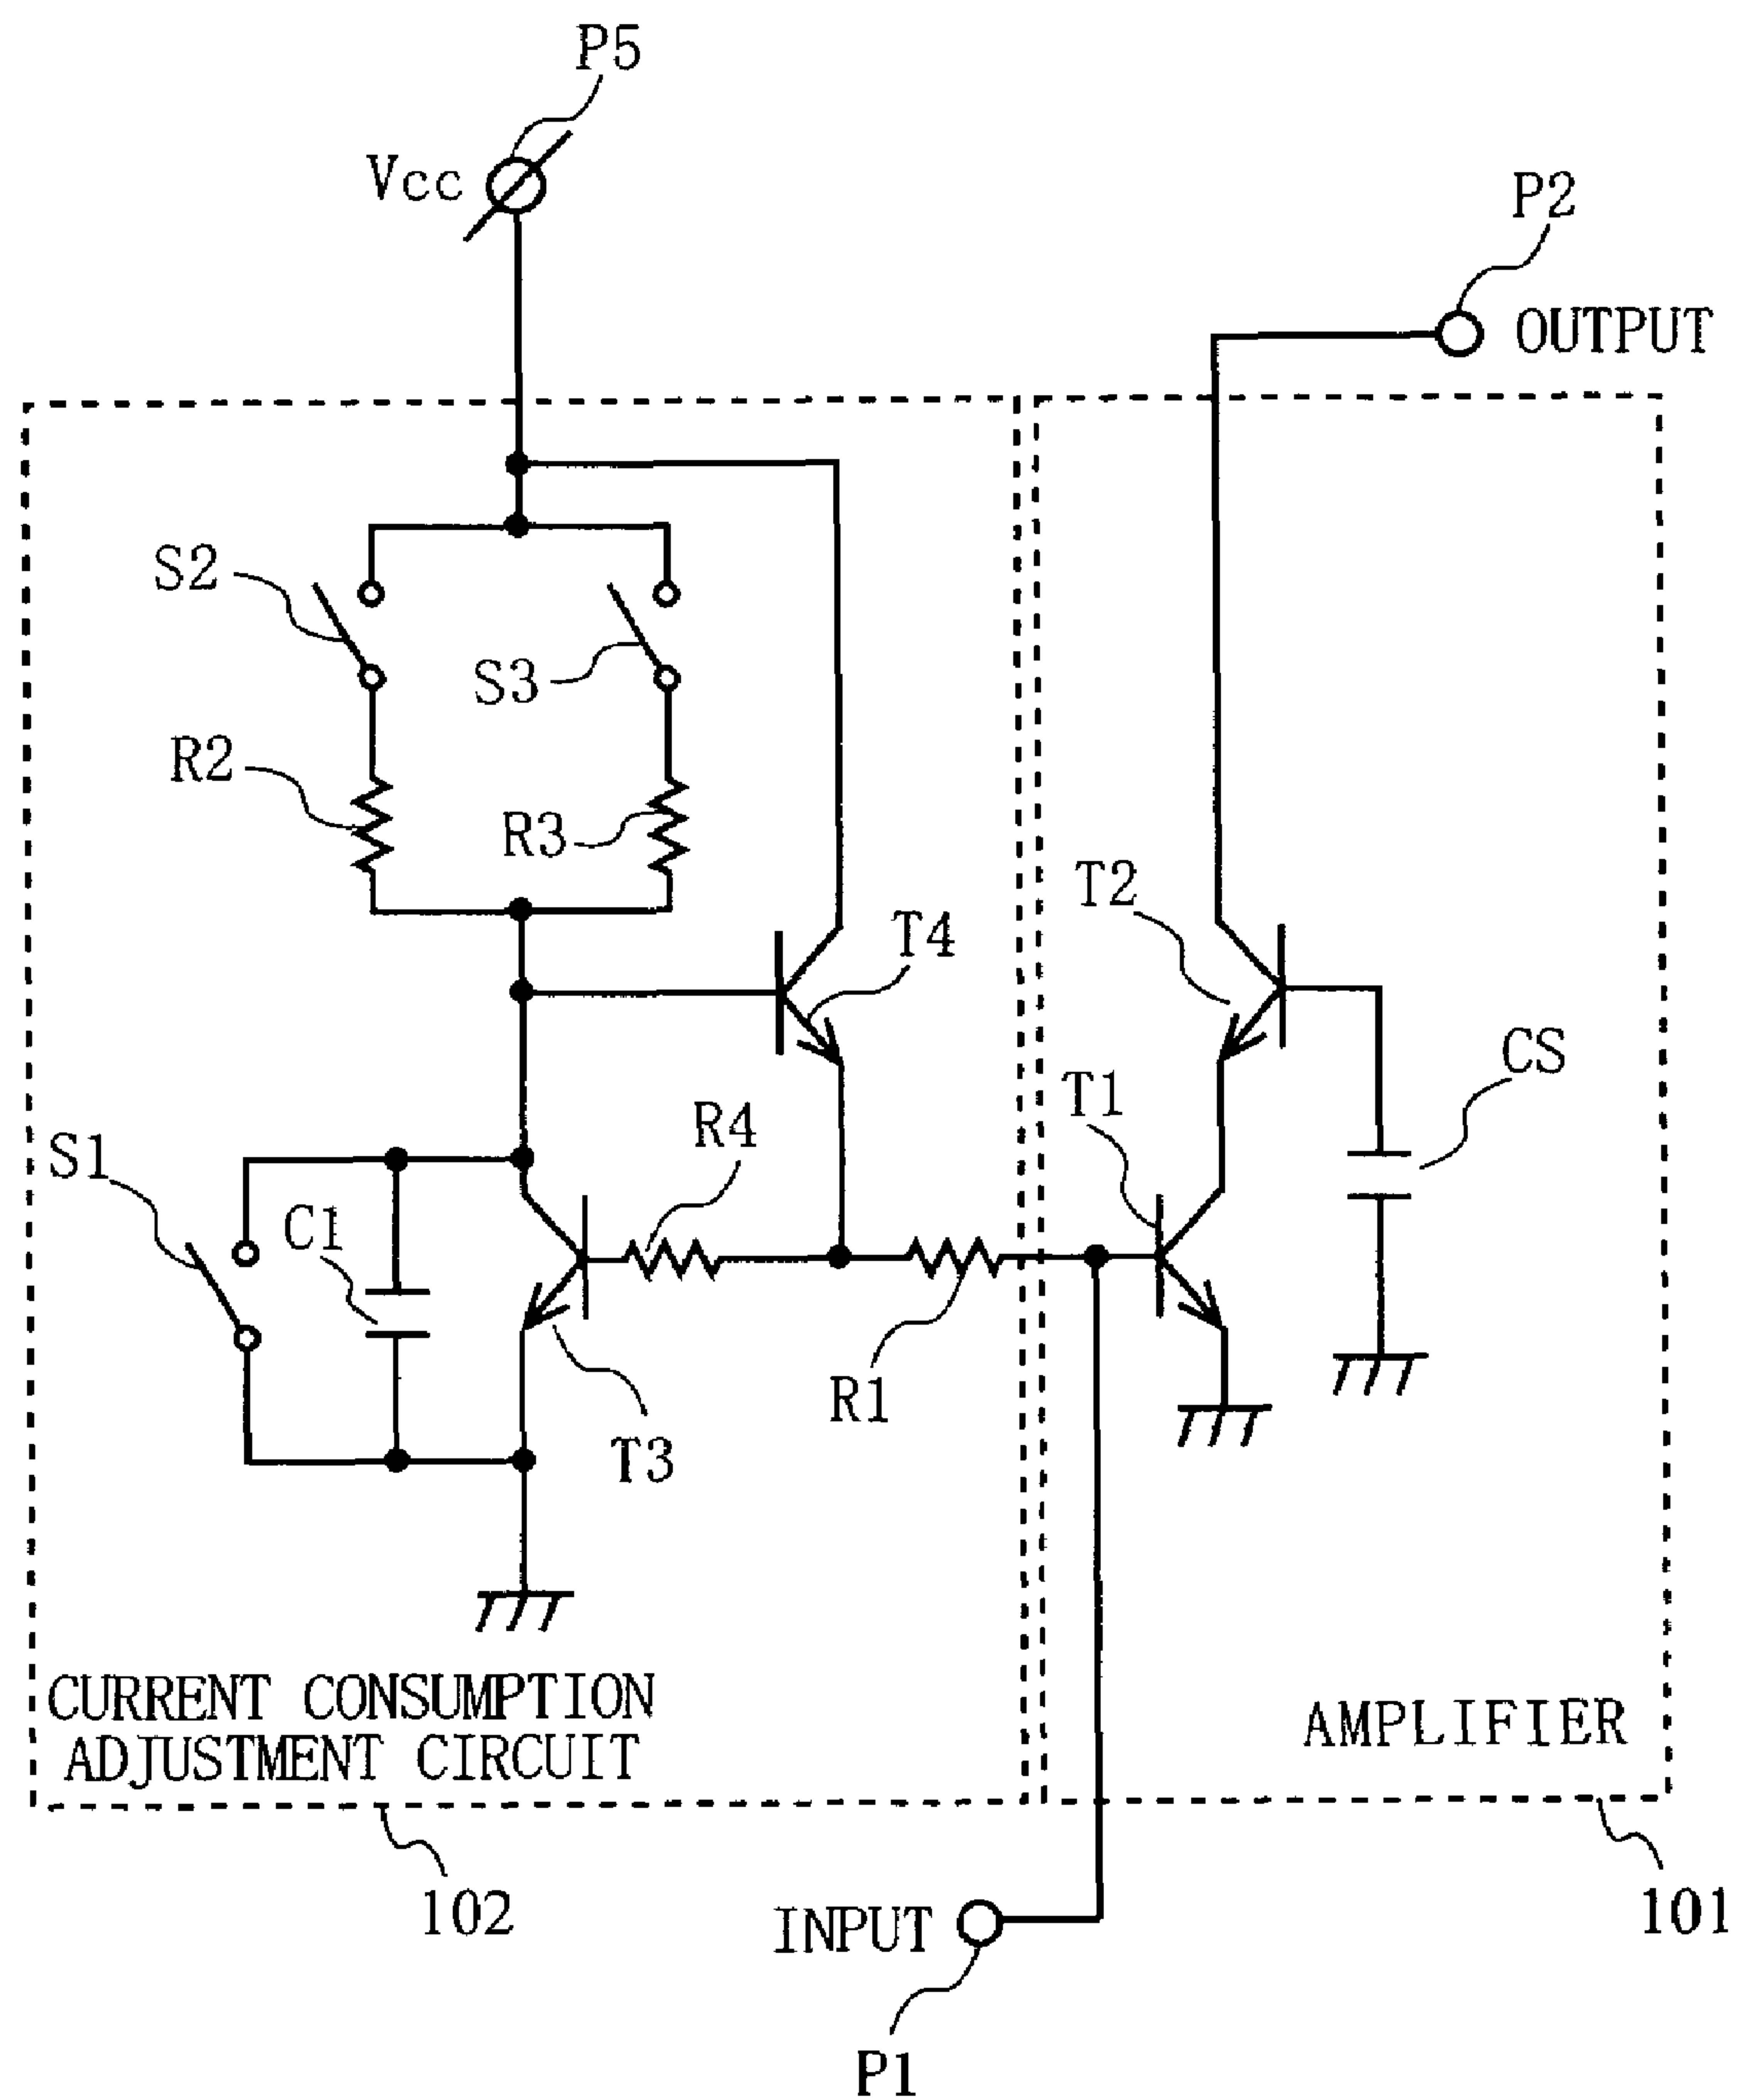 P5
Vcc
P2
OUTPUT
S2
S3
R2
R3
T2
T4
CS
T1
R4
S1
C1
R1
T3
CURRENT CONSUMPTION
ADJUSTMENT CIRCUIT
AMPLIFIER
102
101
INPUT
P1